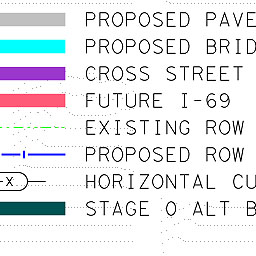 PROPOSED PAVE
PROPOSED BRID
CROSS STREET
FUTURE I-69
EXISTING ROW
PROPOSED ROW
-X HORIZONTAL CU
STAGE 0 ALT B